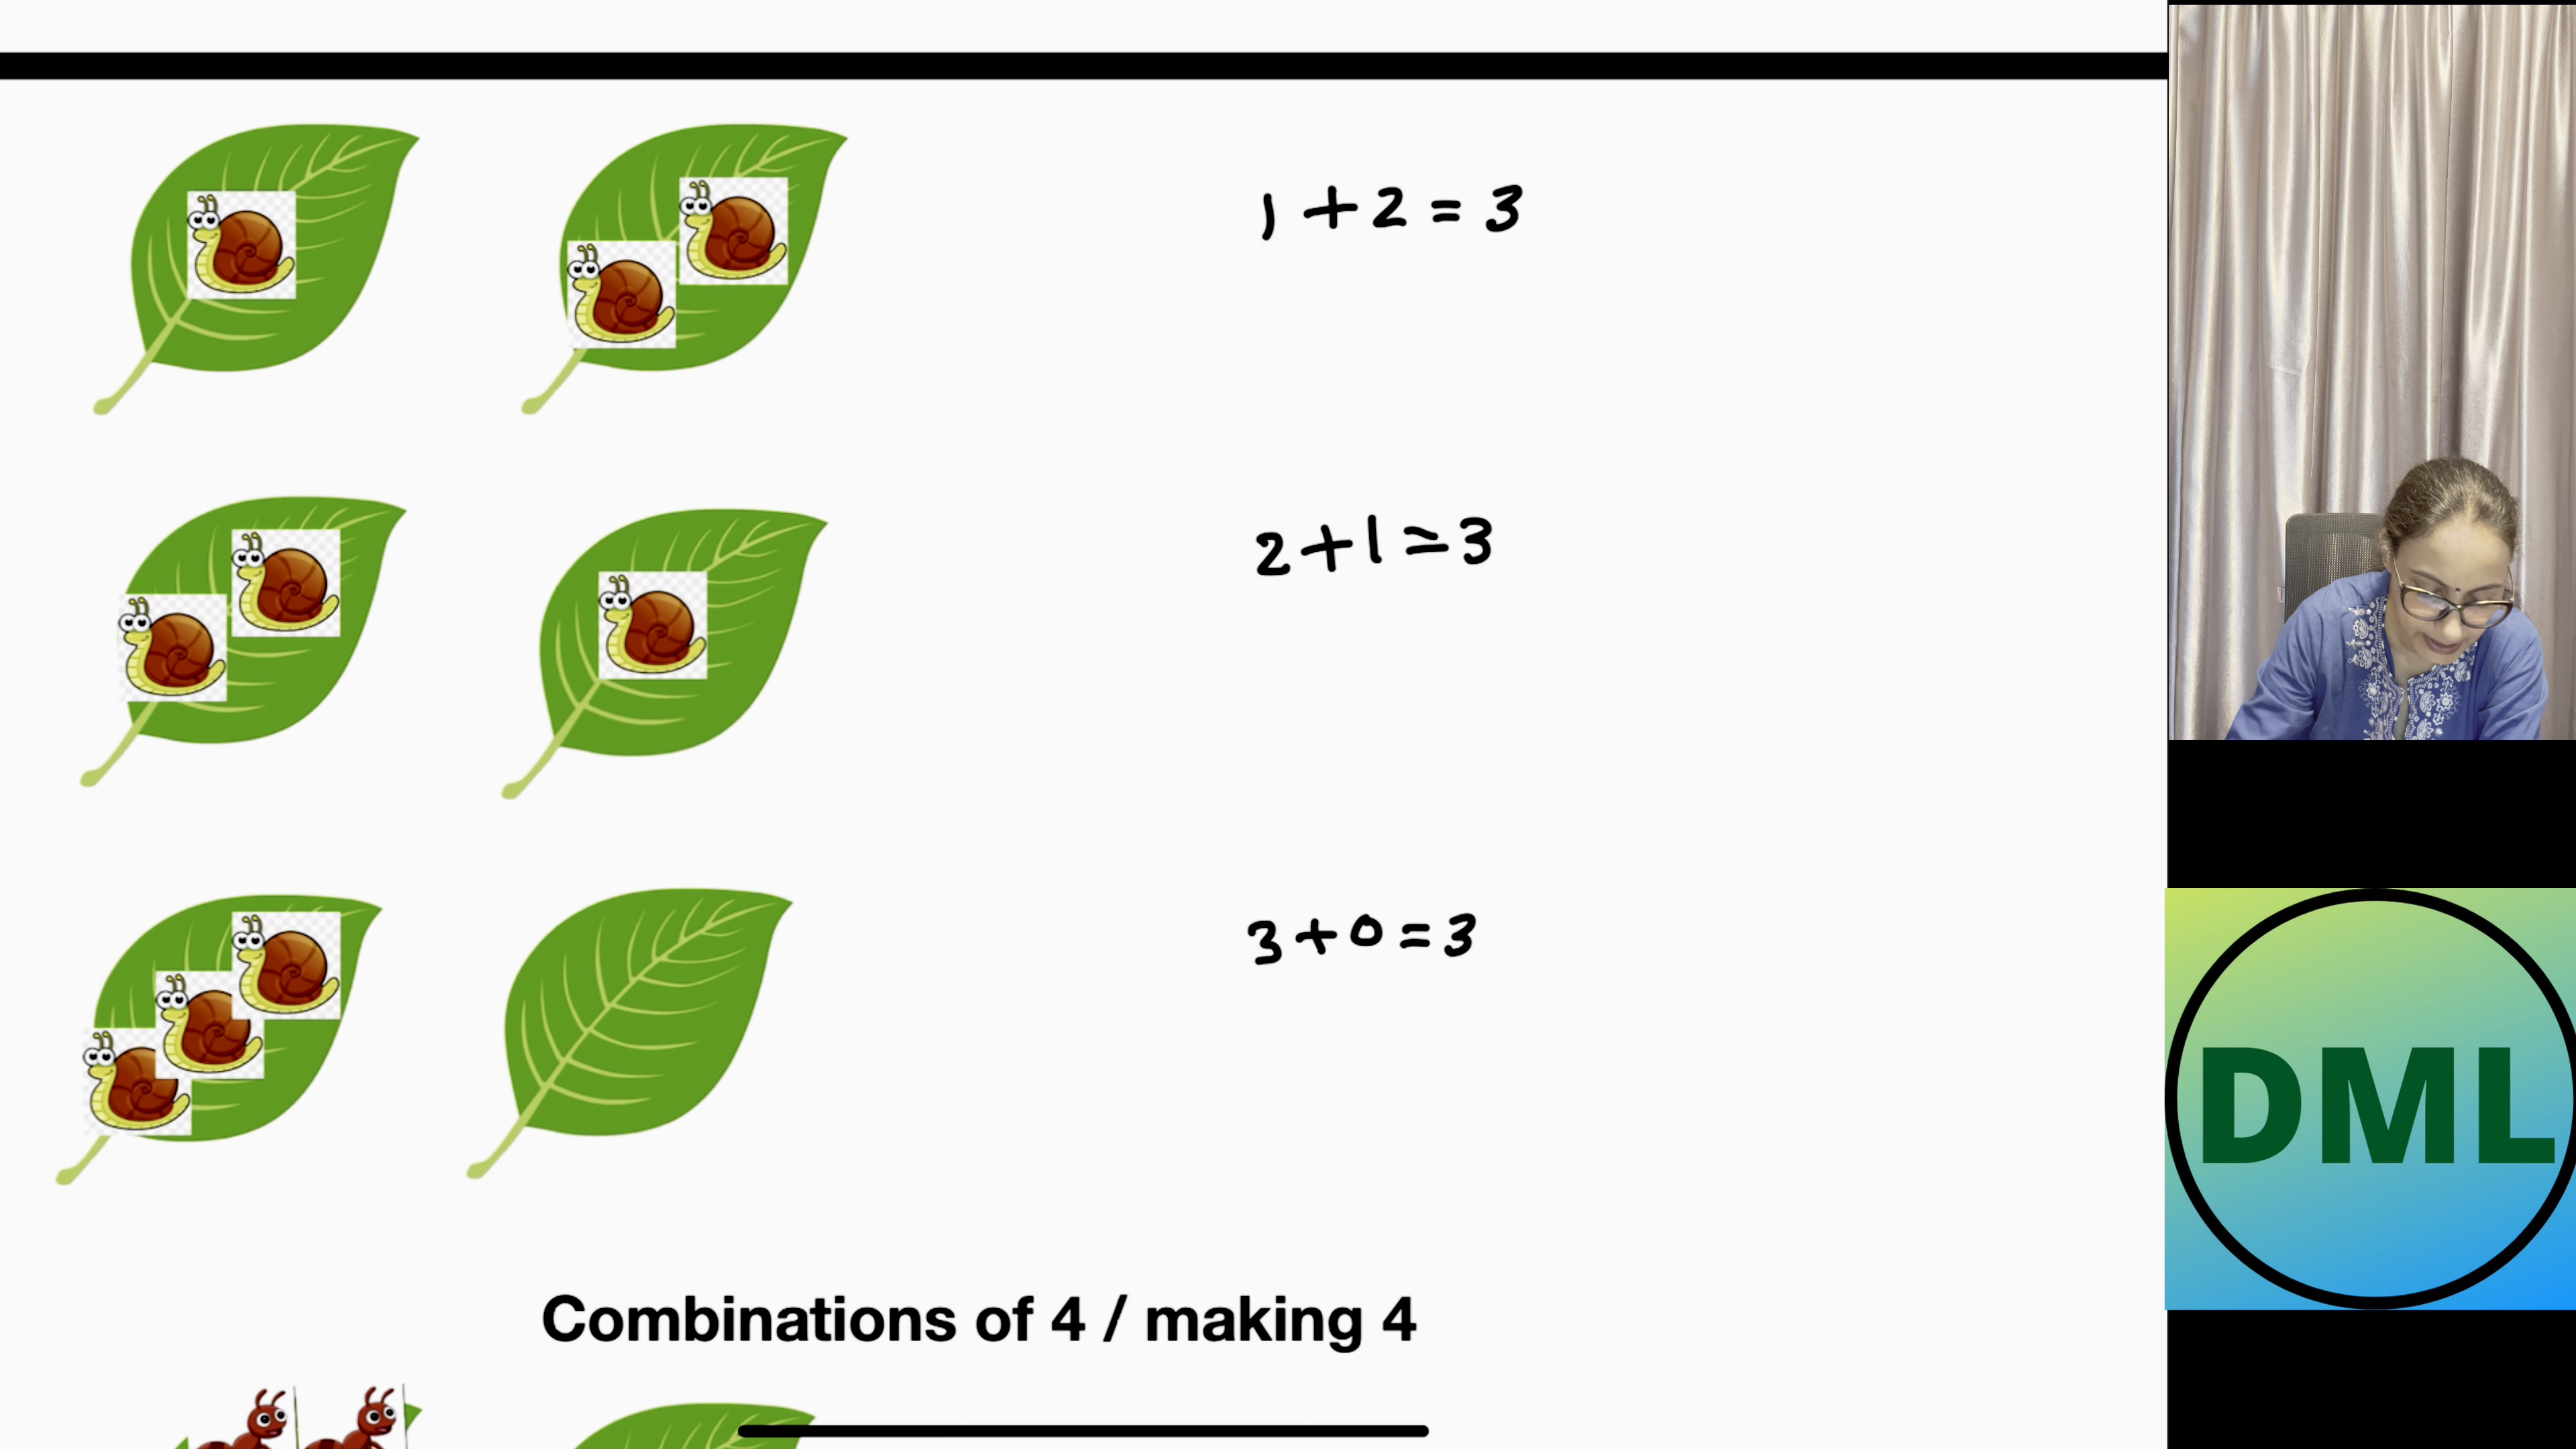 1 + 2 = 3
2 + 1 = 3
3 + 0 = 3
Combinations of 4 / making 4
DML